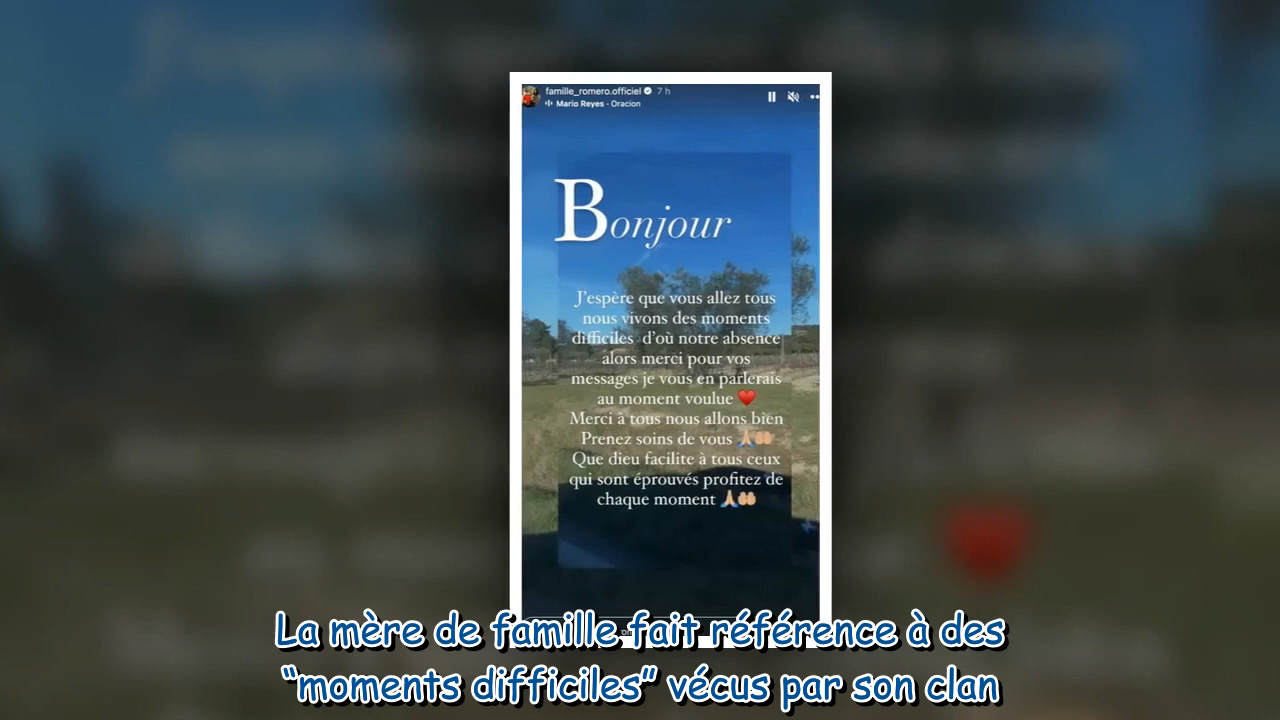 famille_romero.officiel 7 h
Mario Reyes - Oracion
Bonjour
J'espère que vous allez tous
nous vivons des moments
difficiles d'où notre absence
alors merci pour vos
messages je vous en parlerais
au moment voulue ❤️
Merci à tous nous allons bien
Prenez soins de vous 🙏🏼🤲🏼
Que dieu facilite à tous ceux
qui sont éprouvés profitez de
chaque moment 🙏🏼🤲🏼
La mère de famille fait référence à des
“moments difficiles” vécus par son clan